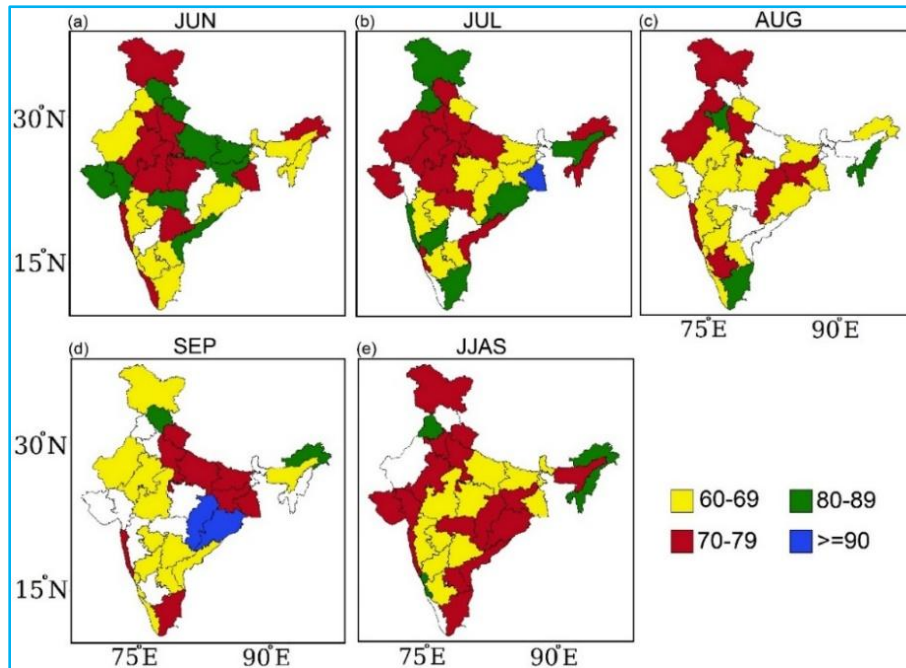 (a) JUN
(b) JUL
(c) AUG
30°N
15°N
75°E 90°E
(d) SEP
(e) JJAS
30°N
15°N
75°E 90°E
75°E 90°E
60-69 80-89
70-79 >=90